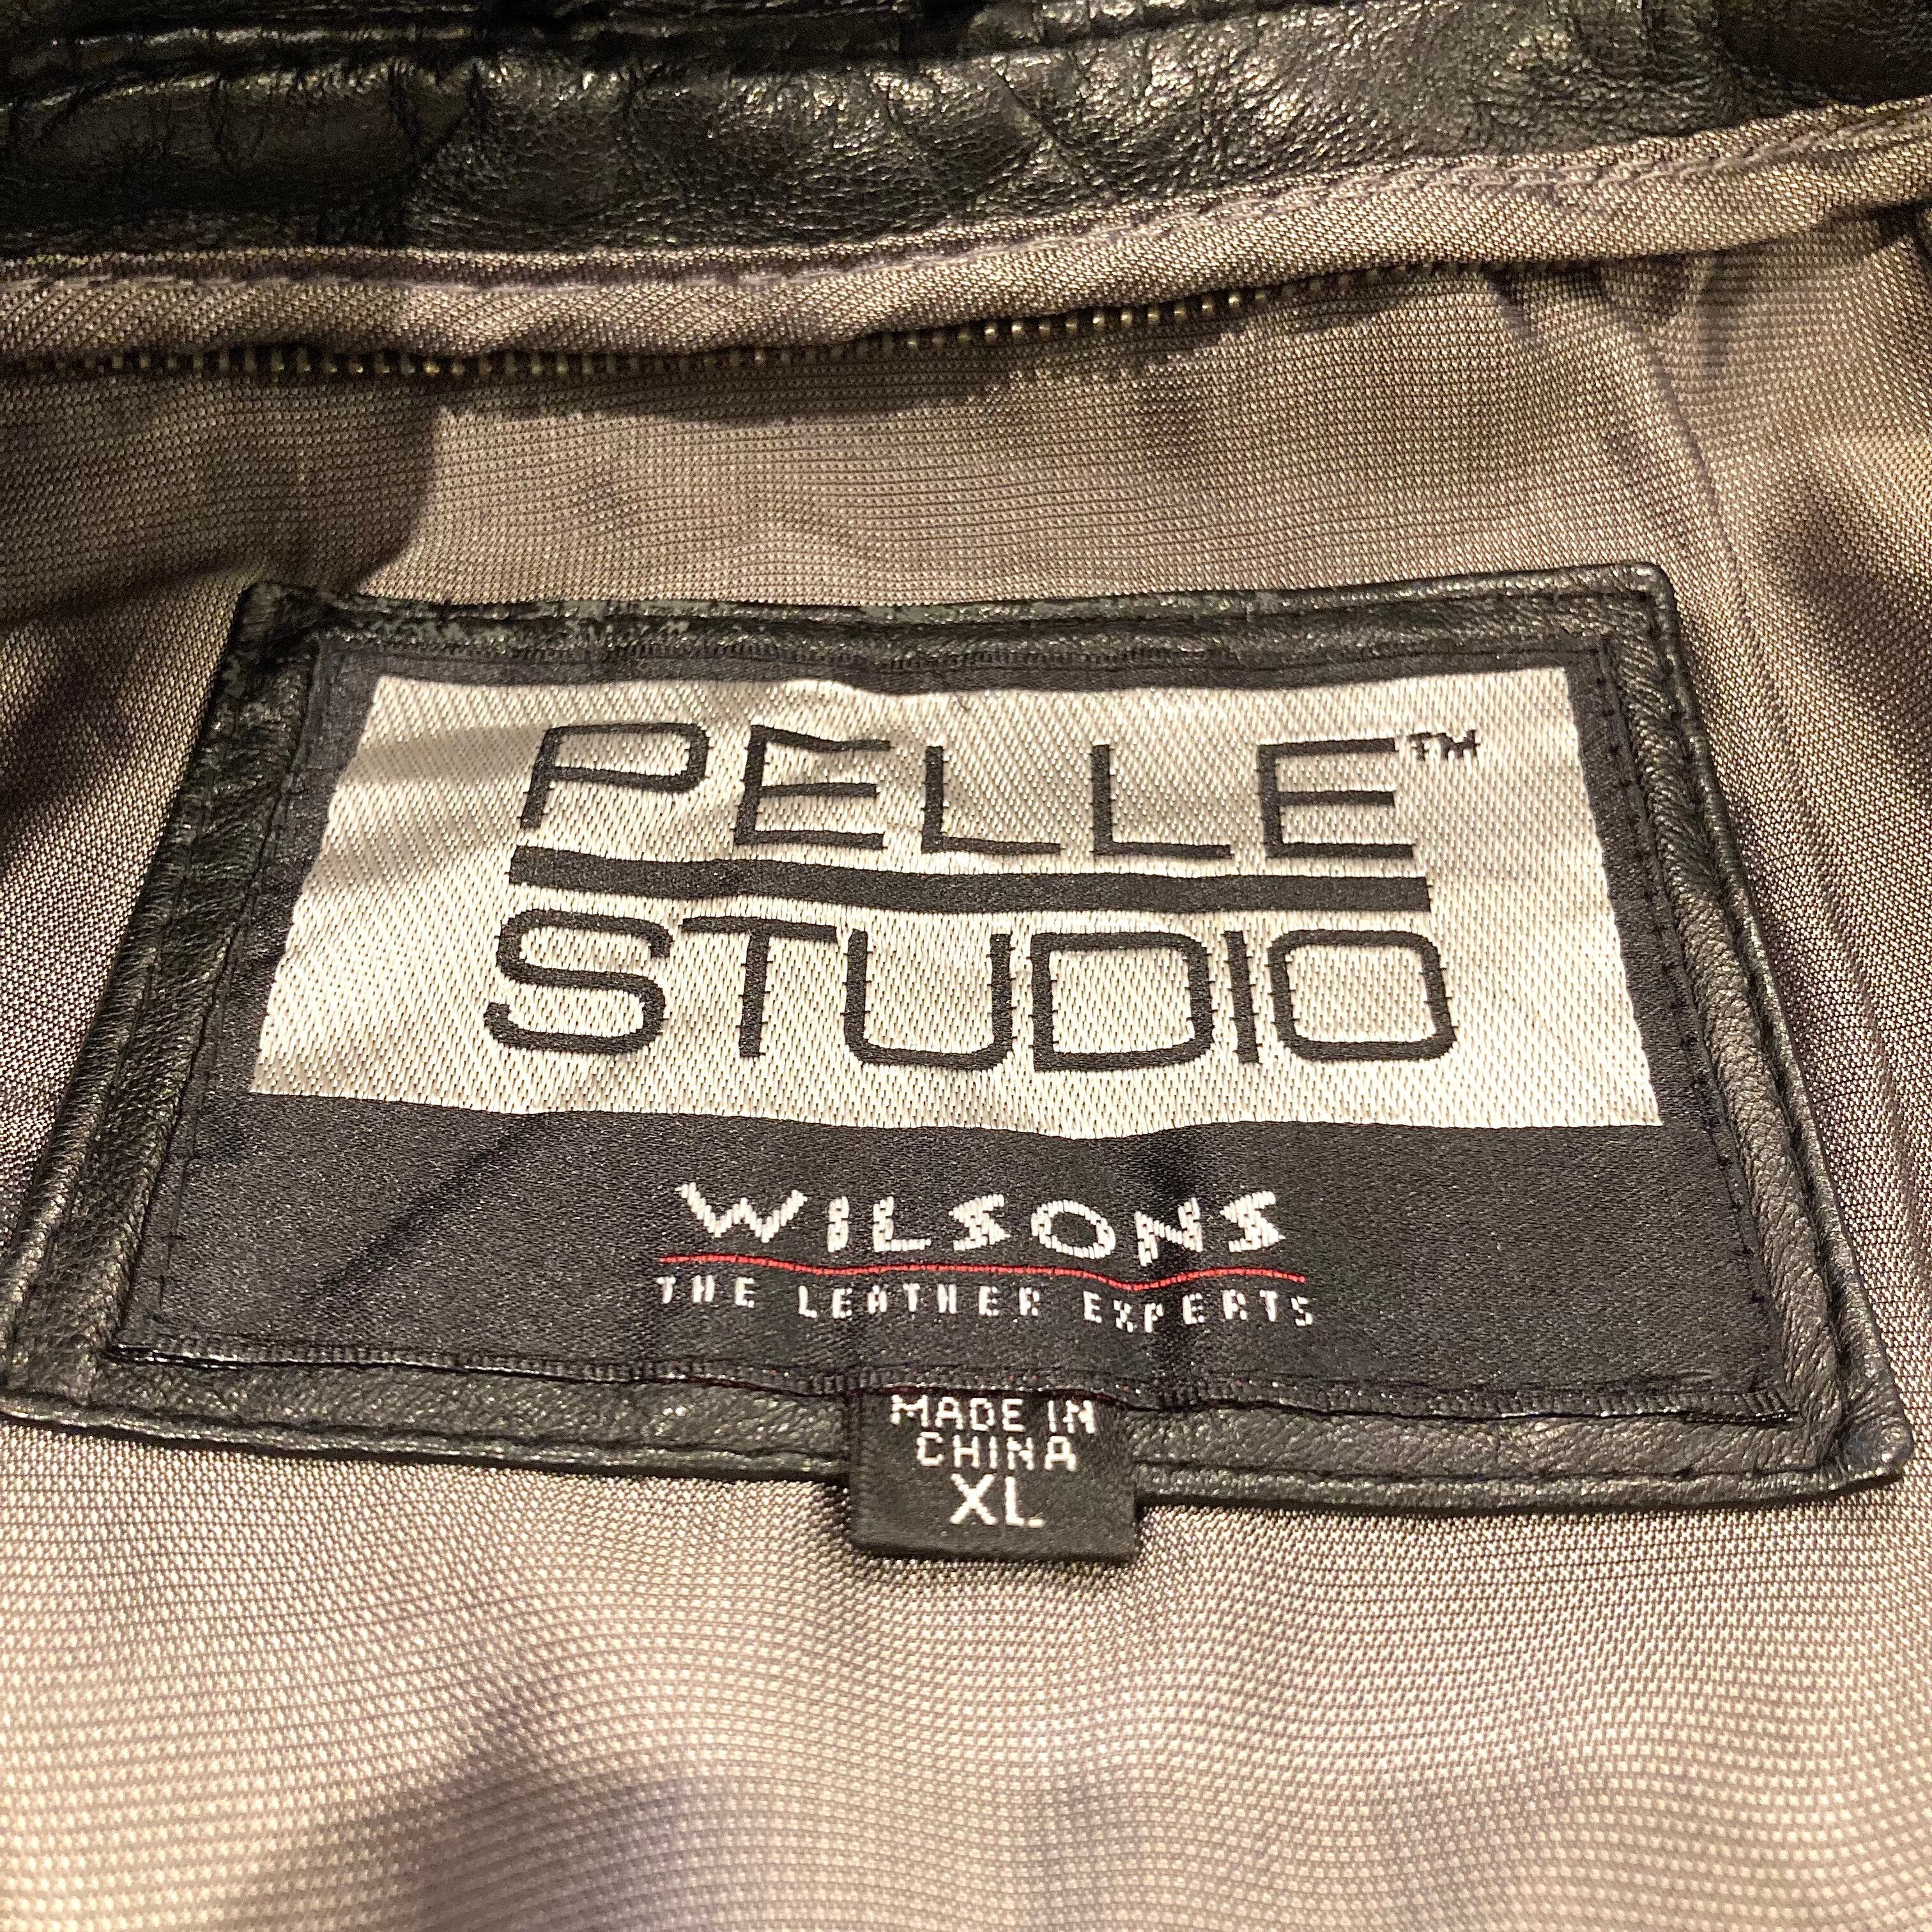 PELLE™
STUDIO
WILSONS
THE LEATHER EXPERTS
MADE IN
CHINA
XL